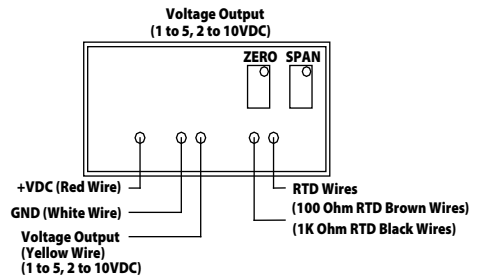 Voltage Output
(1 to 5, 2 to 10VDC)
ZERO SPAN
+VDC (Red Wire)
GND (White Wire)
Voltage Output
(Yellow Wire)
(1 to 5, 2 to 10VDC)
RTD Wires
(100 Ohm RTD Brown Wires)
(1K Ohm RTD Black Wires)